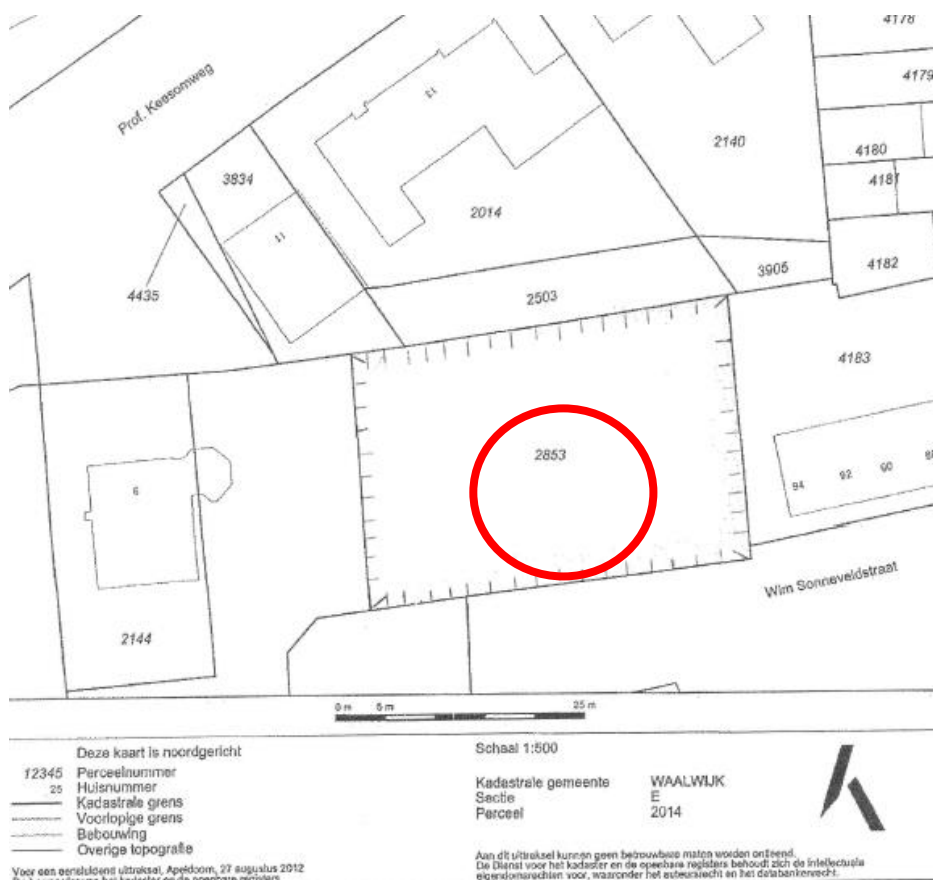 4178
Prof. Keesomweg
4179
13
2140
4180
3834
4181
2014
11
3905
4182
4435
2503
4183
2853
6
94 92 90 88
Wim Sonneveldstraat
2144
0 m 5 m 25 m
Deze kaart is noordgericht
12345 Perceelnummer
25 Huisnummer
Kadastrale grens
Voorlopige grens
Bebouwing
Overige topografie
Voor een eensluidend uittreksel, Apeldoorn, 27 augustus 2012
Schaal 1:500
Kadastrale gemeente WAALWIJK
Sectie E
Perceel 2014
Aan dit uittreksel kunnen geen betrouwbare maten worden ontleend.
De Dienst voor het kadaster en de openbare registers behoudt zich de intellectuele
eigendomsrechten voor, waaronder het auteursrecht en het databankenrecht.